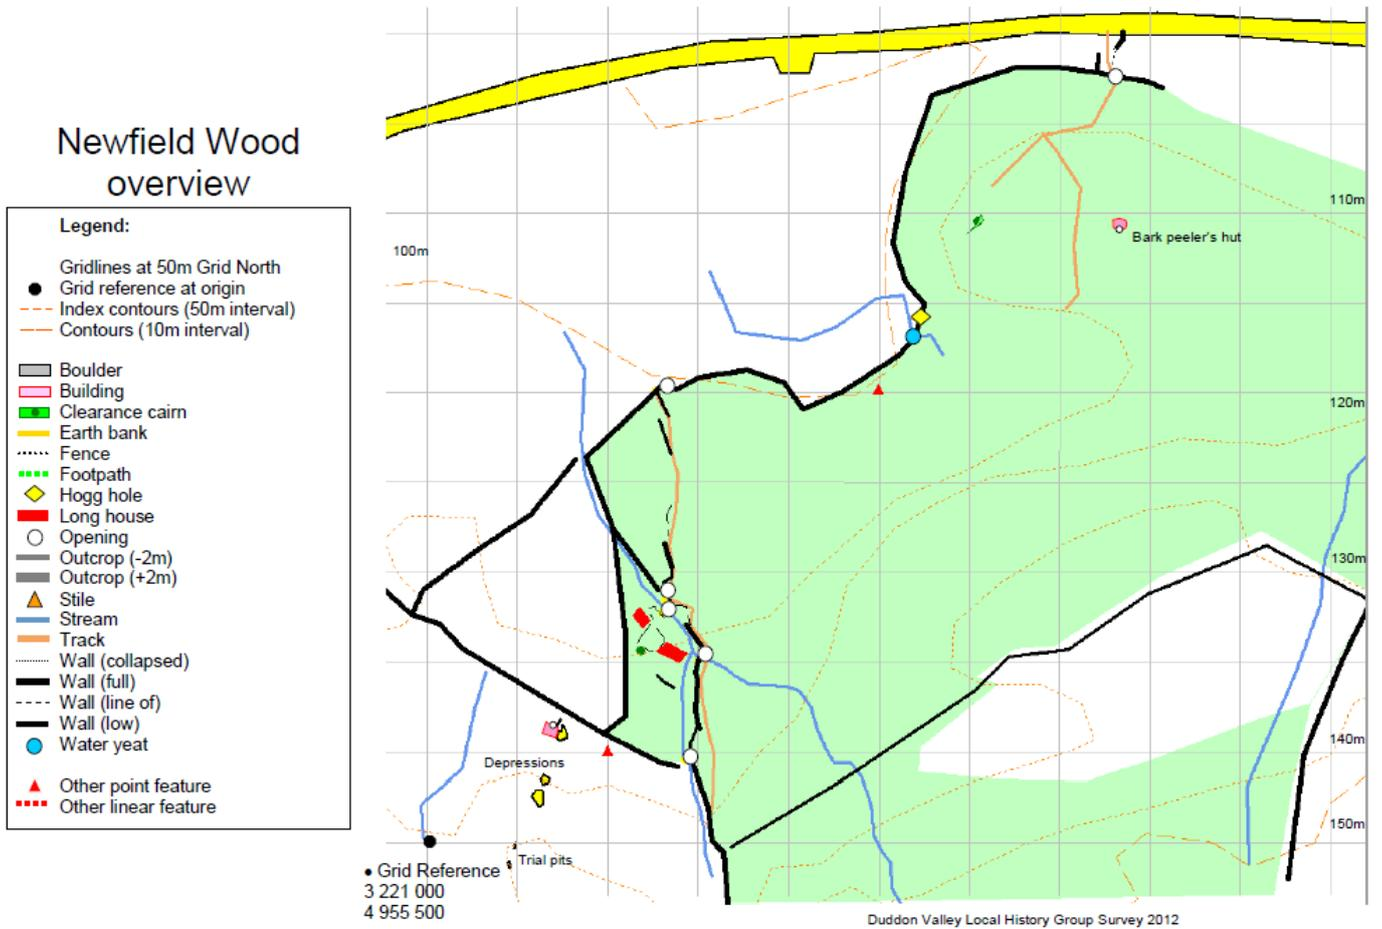 Newfield Wood
overview
Legend:
Gridlines at 50m Grid North
Grid reference at origin
Index contours (50m interval)
Contours (10m interval)
Boulder
Building
Clearance cairn
Earth bank
Fence
Footpath
Hogg hole
Long house
Opening
Outcrop (-2m)
Outcrop (+2m)
Stile
Stream
Track
Wall (collapsed)
Wall (full)
Wall (line of)
Wall (low)
Water yeat
Other point feature
Other linear feature
110m
Bark peeler's hut
100m
120m
130m
140m
Depressions
150m
Trial pits
• Grid Reference
3 221 000
4 955 500
Duddon Valley Local History Group Survey 2012